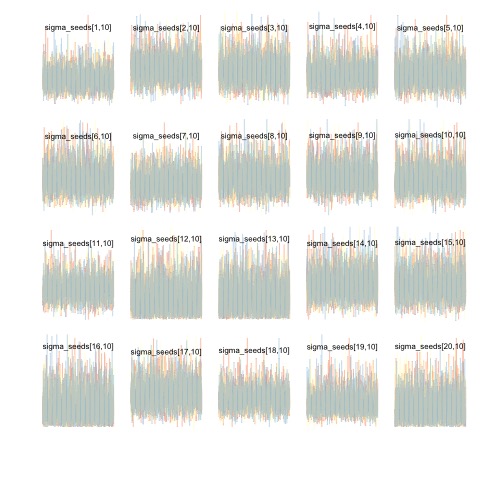 sigma_seeds[1,10]
sigma_seeds[2,10]
sigma_seeds[3,10]
sigma_seeds[4,10]
sigma_seeds[5,10]
sigma_seeds[6,10]
sigma_seeds[7,10]
sigma_seeds[8,10]
sigma_seeds[9,10]
sigma_seeds[10,10]
sigma_seeds[11,10]
sigma_seeds[12,10]
sigma_seeds[13,10]
sigma_seeds[14,10]
sigma_seeds[15,10]
sigma_seeds[16,10]
sigma_seeds[17,10]
sigma_seeds[18,10]
sigma_seeds[19,10]
sigma_seeds[20,10]